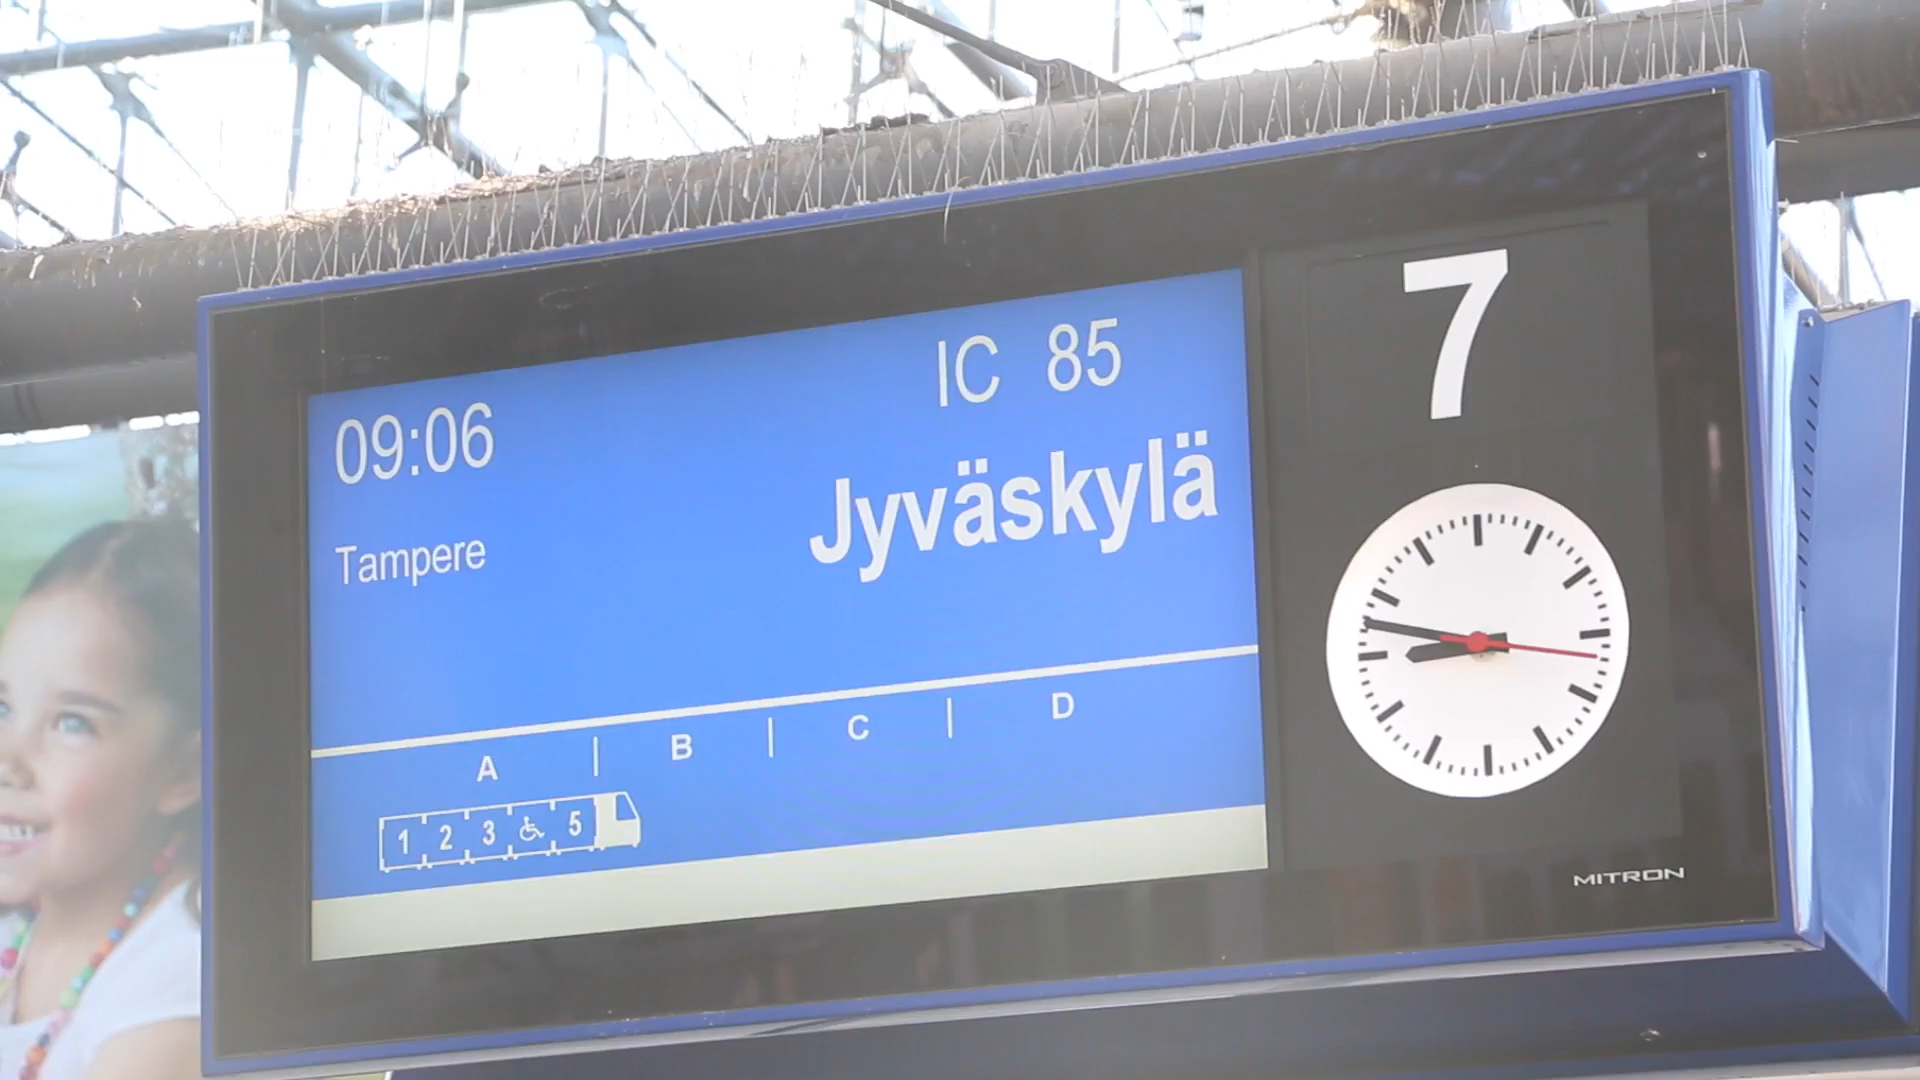 09:06
IC 85
7
Tampere
Jyväskylä
A | B | C | D
1 2 3 5
MITRON